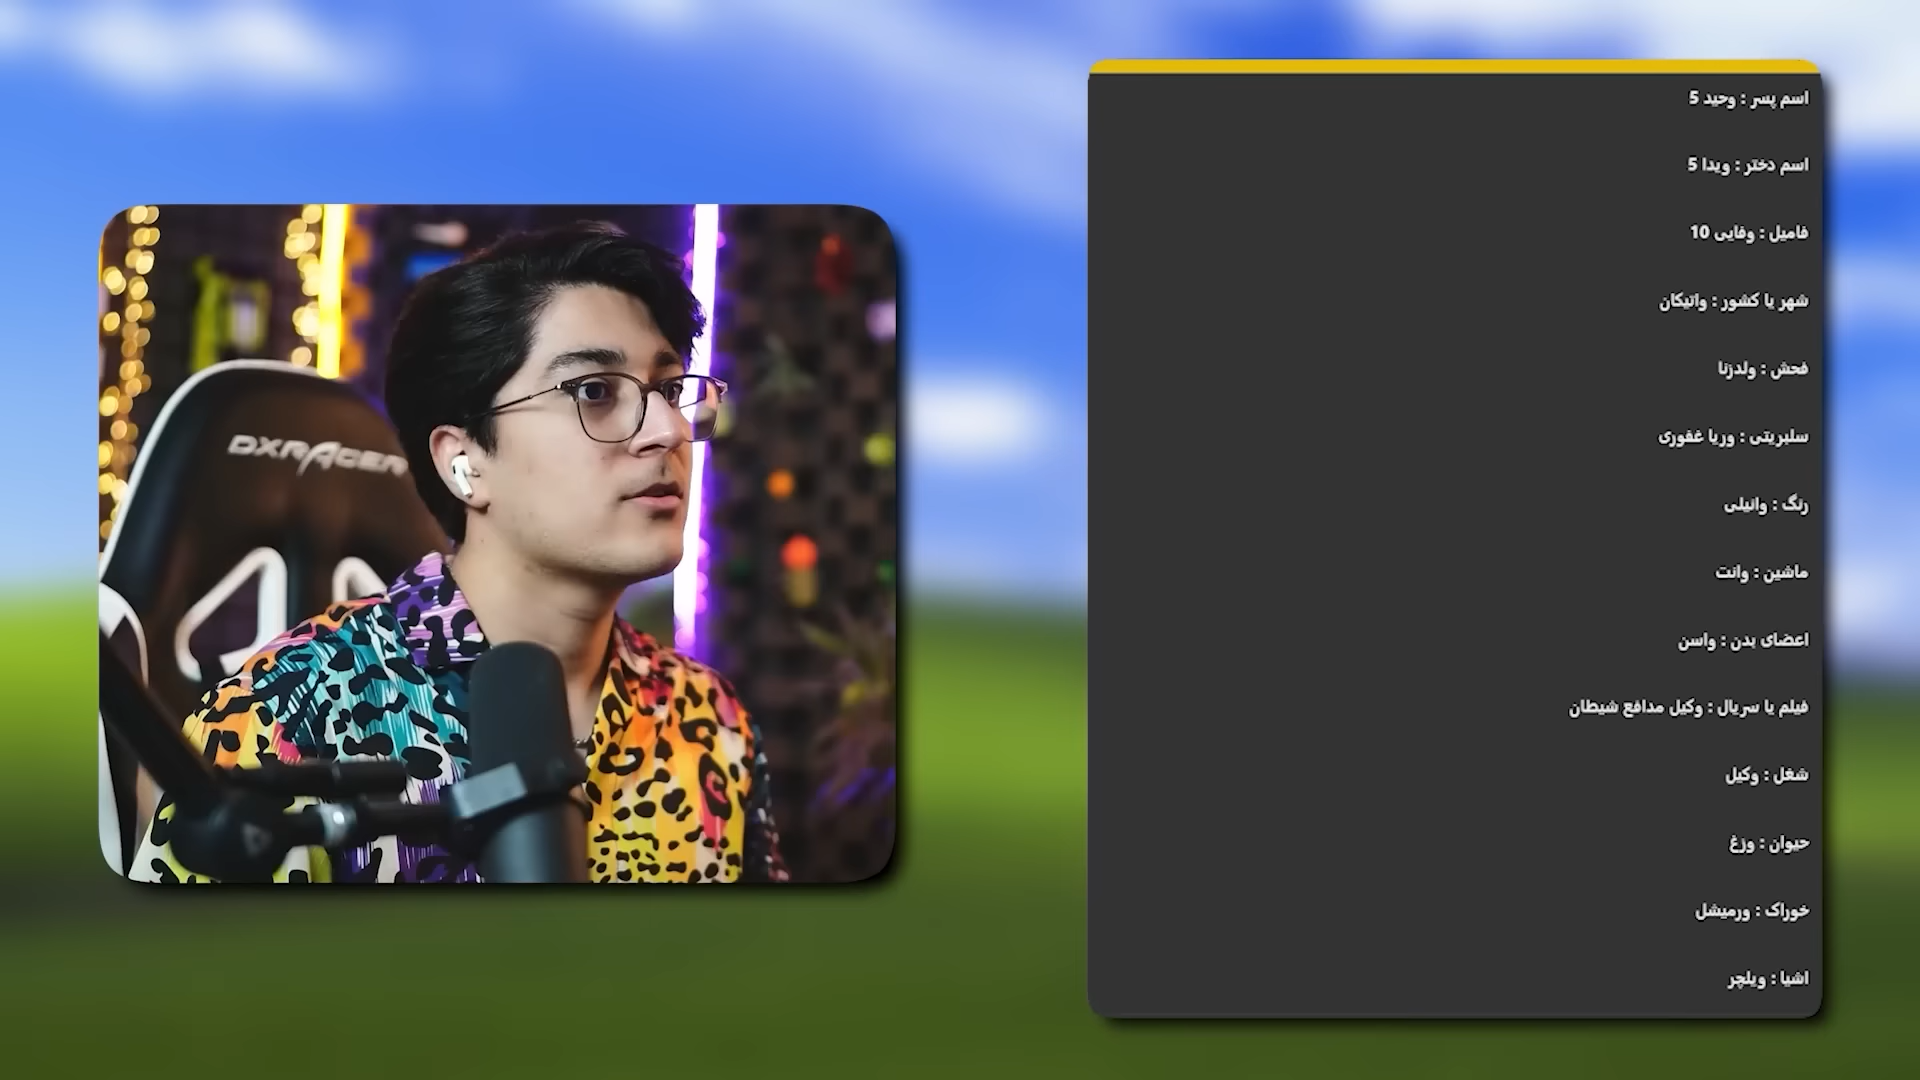 DXRACER
اسم پسر : وحید 5
اسم دختر : ویدا 5
فامیل : وفایی 10
شهر یا کشور : واتیکان
فحش : ولدزنا
سلبریتی : وریا غفوری
رنگ : وانیلی
ماشین : وانت
اعضای بدن : واسن
فیلم یا سریال : وکیل مدافع شیطان
شغل : وکیل
حیوان : وزغ
خوراک : ورمیشل
اشیا : ویلچر